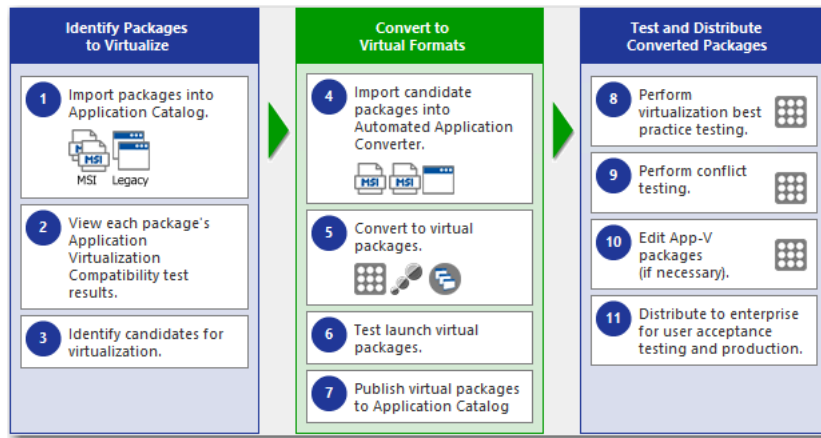 Identify Packages
to Virtualize
1
Import packages into
Application Catalog.
MSI
MSI
MSI Legacy
2
View each package's
Application
Virtualization
Compatibility test
results.
3
Identify candidates for
virtualization.
Convert to
Virtual Formats
4
Import candidate
packages into
Automated Application
Converter.
MSI MSI
5
Convert to virtual
packages.
6
Test launch virtual
packages.
7
Publish virtual packages
to Application Catalog
Test and Distribute
Converted Packages
8
Perform
virtualization best
practice testing.
9
Perform conflict
testing.
10
Edit App-V
packages
(if necessary).
11
Distribute to enterprise
for user acceptance
testing and production.